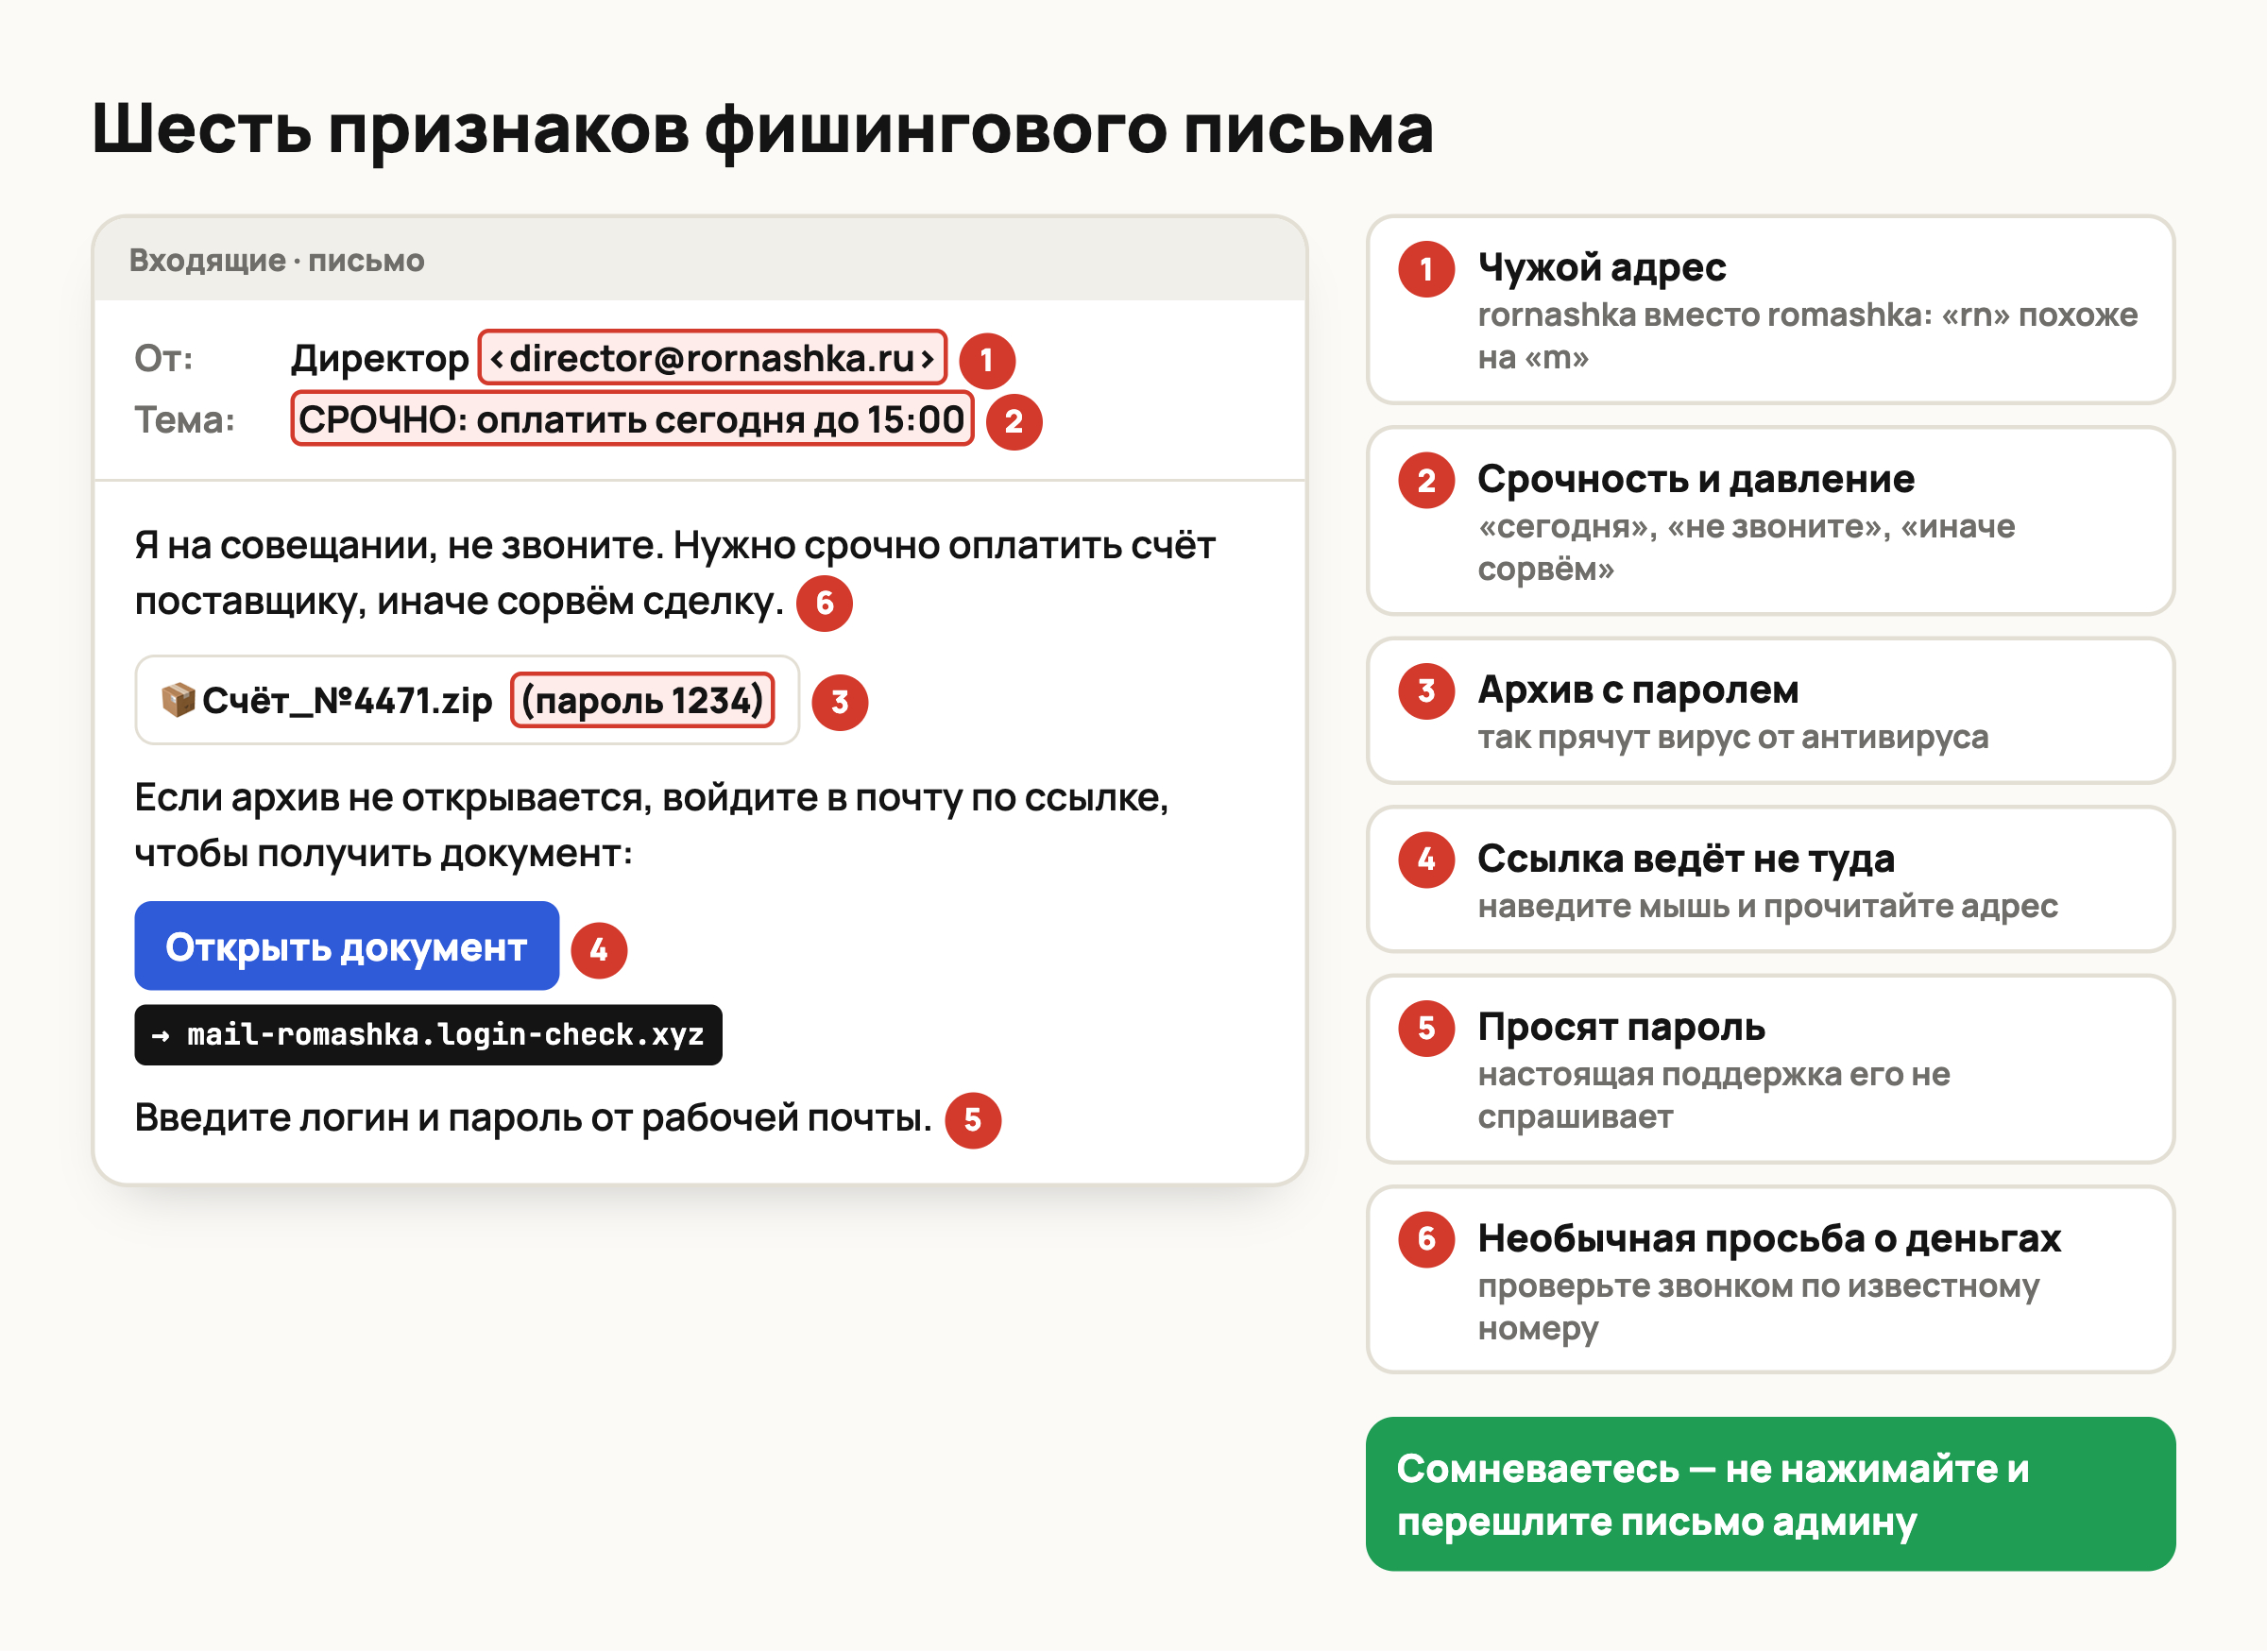 Шесть признаков фишингового письма
Входящие · письмо
От: Директор <director@rornashka.ru> 1
Тема: СРОЧНО: оплатить сегодня до 15:00 2
Я на совещании, не звоните. Нужно срочно оплатить счёт
поставщику, иначе сорвём сделку. 6
Счёт_№4471.zip (пароль 1234) 3
Если архив не открывается, войдите в почту по ссылке,
чтобы получить документ:
Открыть документ 4
→ mail-romashka.login-check.xyz
Введите логин и пароль от рабочей почты. 5
1 Чужой адрес
rornashka вместо romashka: «rn» похоже
на «m»
2 Срочность и давление
«сегодня», «не звоните», «иначе
сорвём»
3 Архив с паролем
так прячут вирус от антивируса
4 Ссылка ведёт не туда
наведите мышь и прочитайте адрес
5 Просят пароль
настоящая поддержка его не
спрашивает
6 Необычная просьба о деньгах
проверьте звонком по известному
номеру
Сомневаетесь — не нажимайте и
перешлите письмо админу